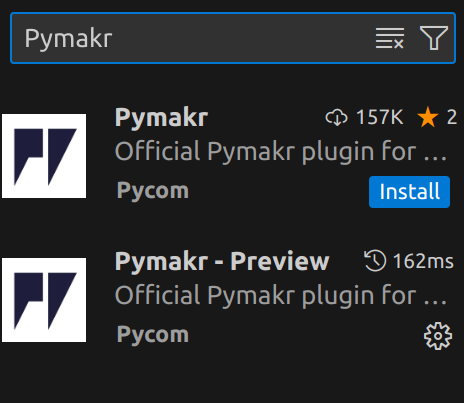 Pymakr
Pymakr 157K 2
Official Pymakr plugin for ...
Pycom Install
Pymakr - Preview 162ms
Official Pymakr plugin for ...
Pycom